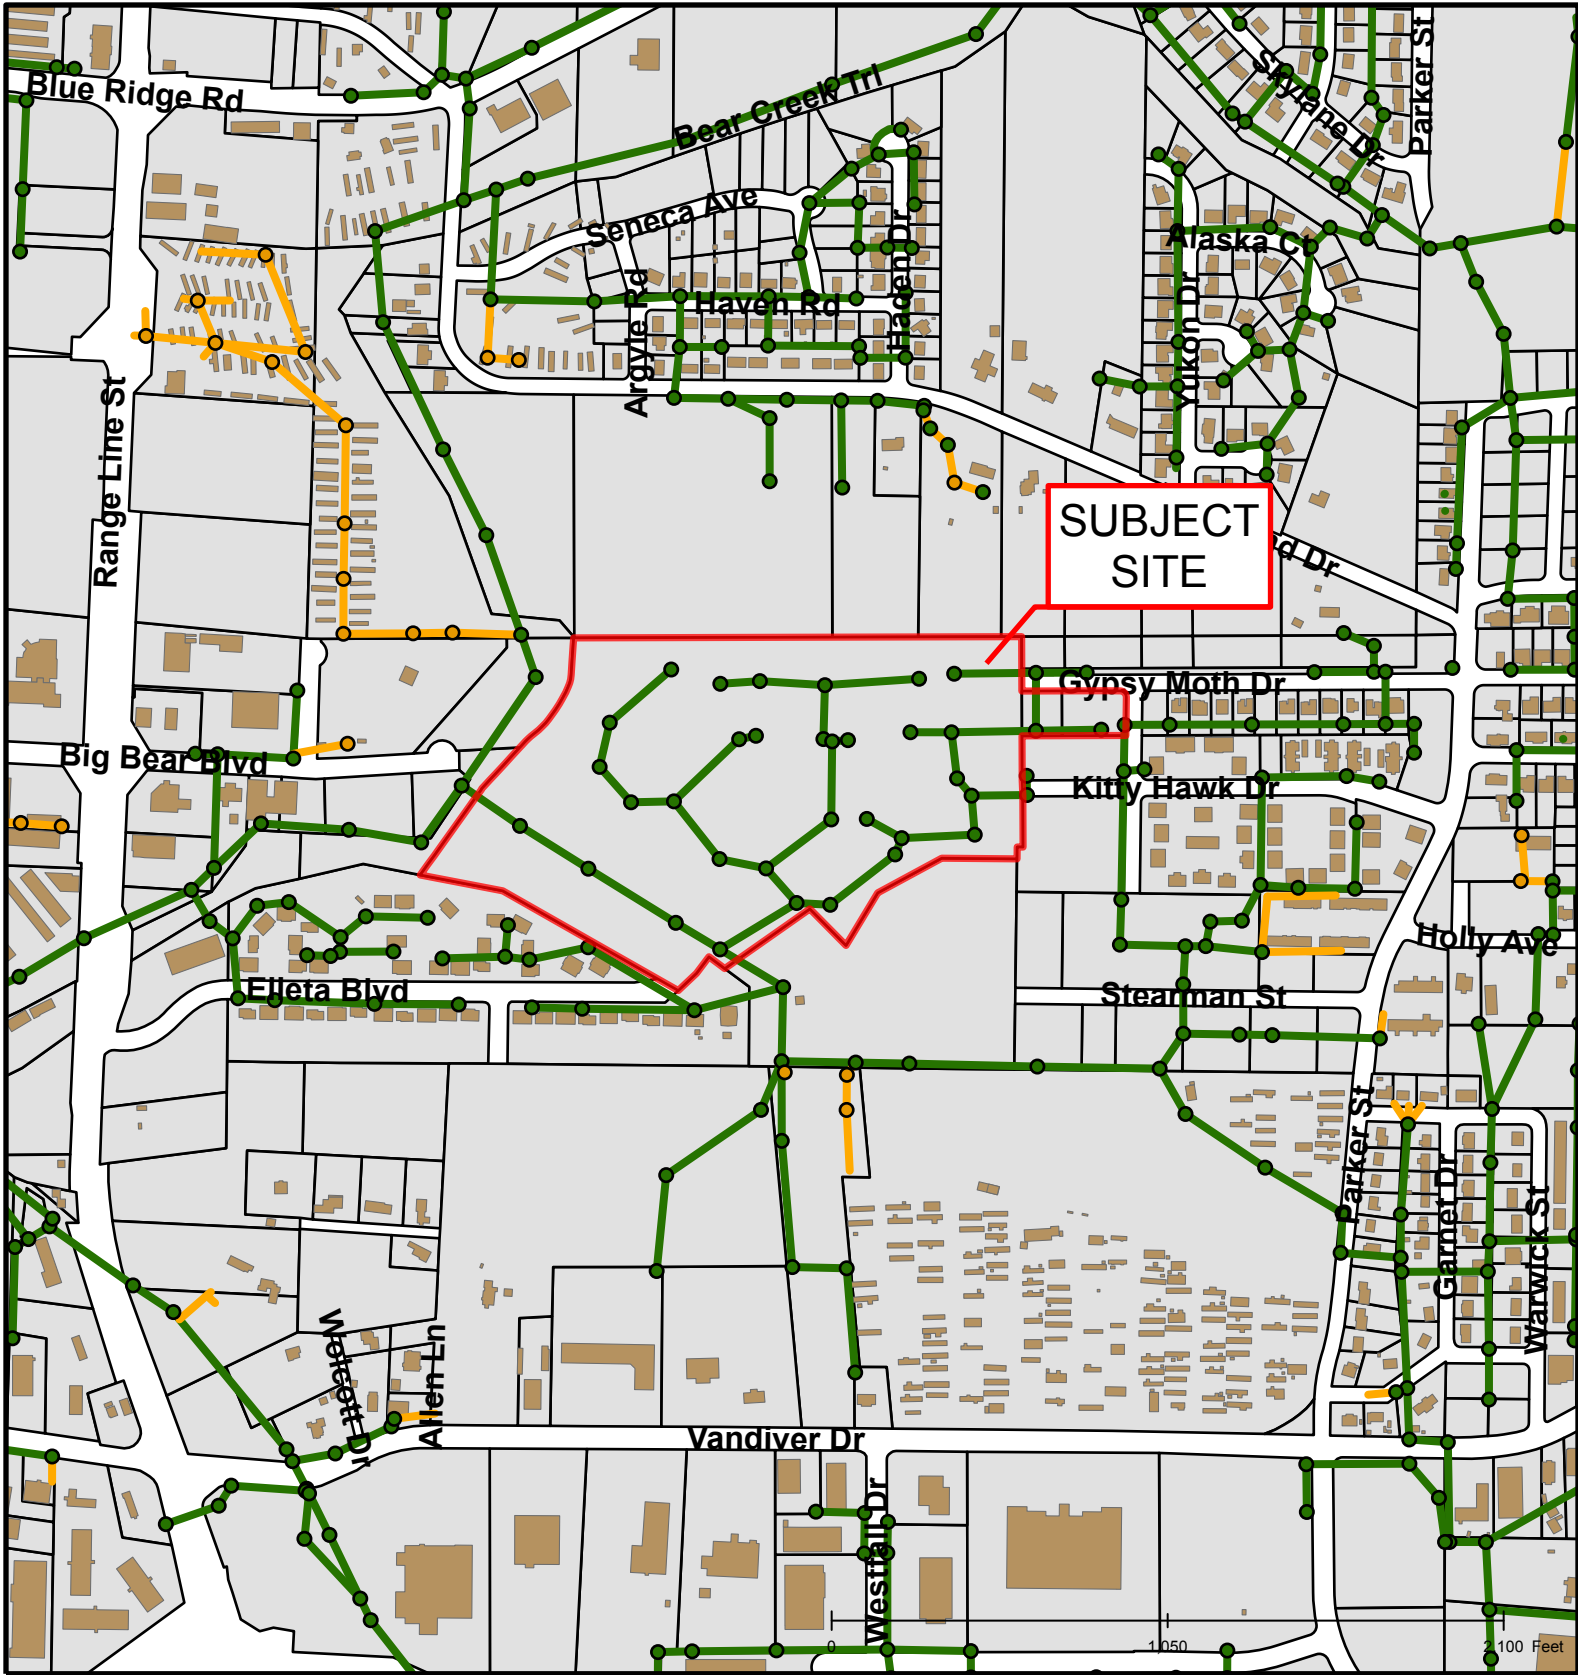 Blue Ridge Rd
Bear Creek Trl
Skylane Dr
Parker St
Seneca Ave
Alaska Ct
Haden Dr
Haven Rd
Argyle Rd
Yukon Dr
Range Line St
SUBJECT
SITE
nd Dr
Gypsy Moth Dr
Big Bear Blvd
Kitty Hawk Dr
Holly Ave
Elleta Blvd
Stearman St
Parker St
Garnet Dr
Warwick St
Wolcott Dr
Allen Ln
Vandiver Dr
Westfall Dr
0 1,050 2,100 Feet